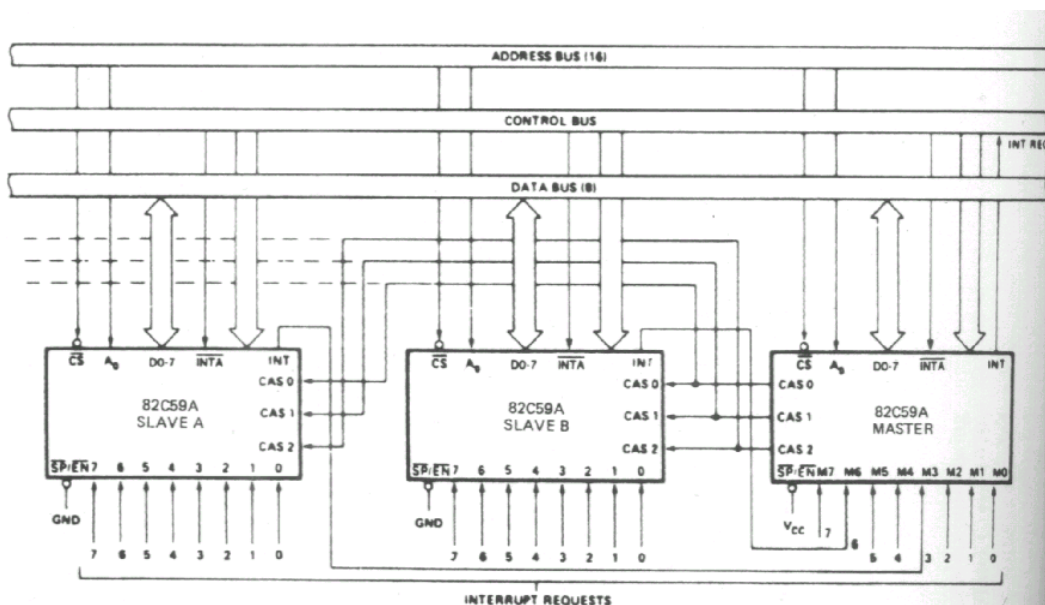 ADDRESS BUS (16)
CONTROL BUS
INT REQ
DATA BUS (8)
CS A0 D0-7 INTA INT
CS A0 D0-7 INTA INT
CS A0 D0-7 INTA INT
CAS 0
CAS 0
CAS 0
82C59A
SLAVE A
CAS 1
82C59A
SLAVE B
CAS 1
CAS 1
82C59A
MASTER
CAS 2
CAS 2
CAS 2
SP/EN 7 6 5 4 3 2 1 0
SP/EN 7 6 5 4 3 2 1 0
SP/EN M7 M6 M5 M4 M3 M2 M1 M0
GND
GND
VCC
7 6 5 4 3 2 1 0
7 6 5 4 3 2 1 0
7 6 5 4 3 2 1 0
INTERRUPT REQUESTS